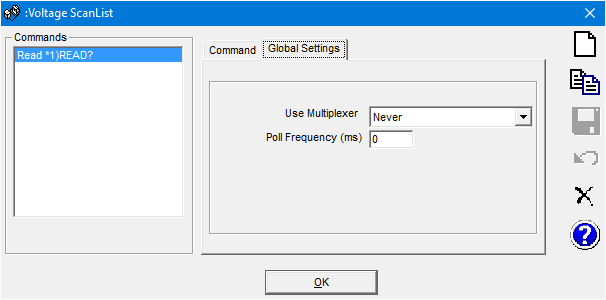 :Voltage ScanList
Commands
Read *1)READ?
Command
Global Settings
Use Multiplexer
Never
Poll Frequency (ms)
0
?
OK